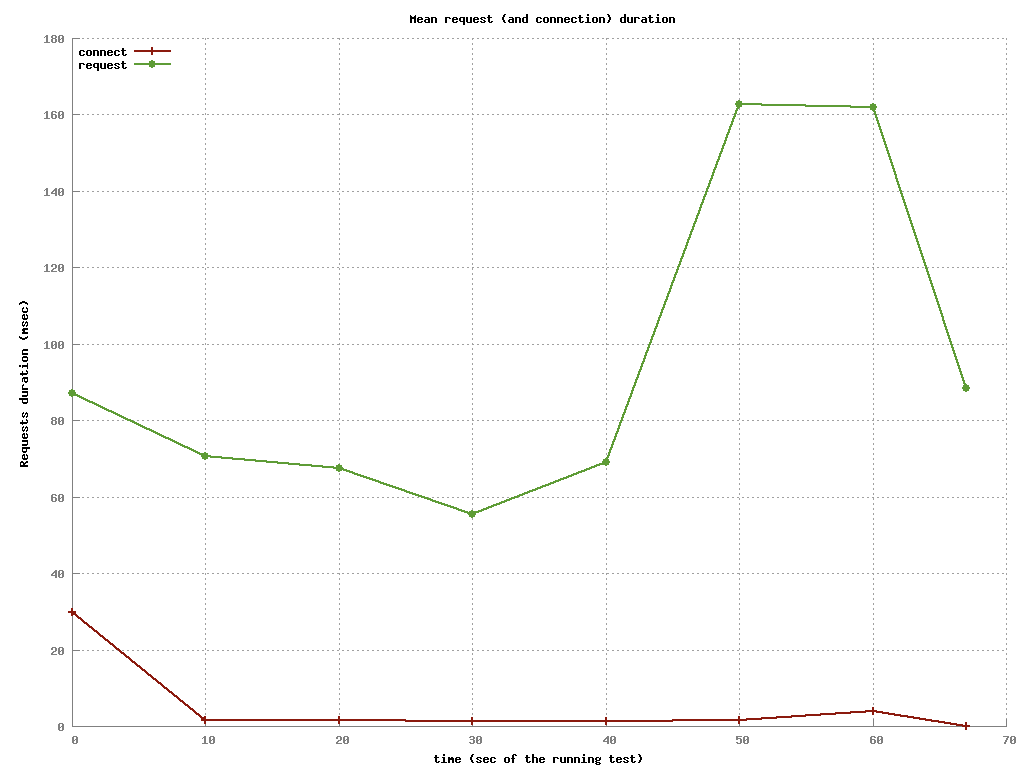 Mean request (and connection) duration
180
connect
request
160
140
120
100
80
60
40
20
0
Requests duration (msec)
0 10 20 30 40 50 60 70
time (sec of the running test)